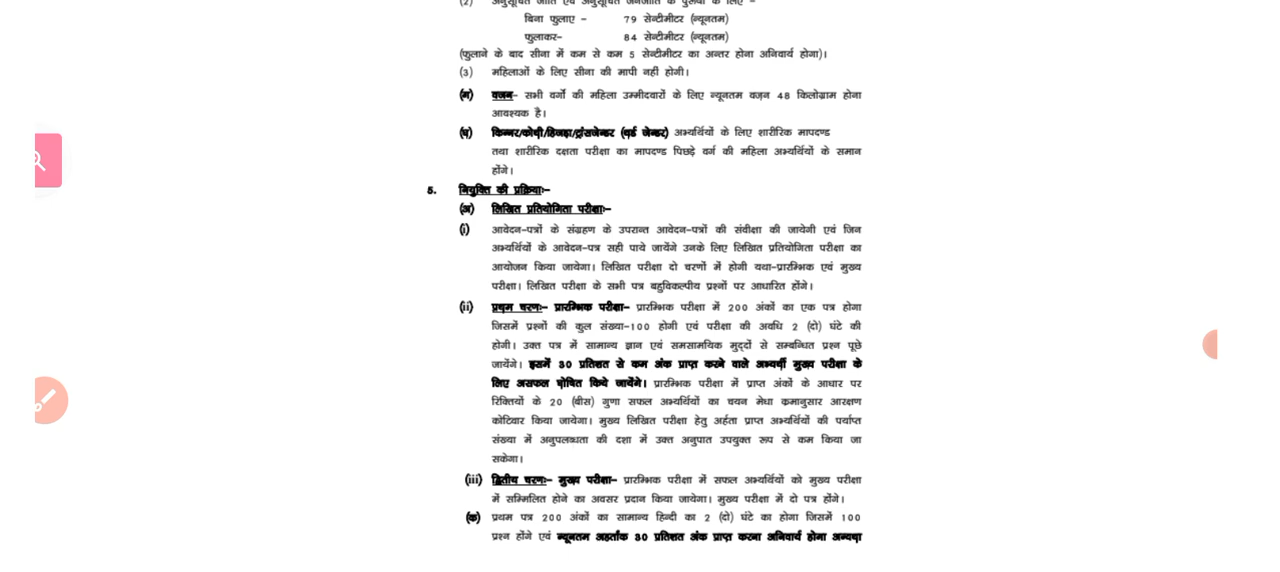 (2) अनुसूचित जाति एवं अनुसूचित जनजाति के पुरूषों के लिए –
बिना फुलाए – 79 सेन्टीमीटर (न्यूनतम)
फुलाकर– 84 सेन्टीमीटर (न्यूनतम)
(फुलाने के बाद सीना में कम से कम 5 सेन्टीमीटर का अन्तर होना अनिवार्य होगा)।
(3) महिलाओं के लिए सीना की मापी नहीं होगी।
(ग) वजन– सभी वर्गों की महिला उम्मीदवारों के लिए न्यूनतम वज़न 48 किलोग्राम होना
आवश्यक है।
(घ) किन्नर/कोथी/हिजड़ा/ट्रांसजेन्डर (थर्ड जेन्डर) अभ्यर्थियों के लिए शारीरिक मापदण्ड
तथा शारीरिक दक्षता परीक्षा का मापदण्ड पिछड़े वर्ग की महिला अभ्यर्थियों के समान
होंगे।
5. नियुक्ति की प्रक्रियाः–
(अ) लिखित प्रतियोगिता परीक्षाः–
(i) आवेदन–पत्रों के संग्रहण के उपरान्त आवेदन–पत्रों की संवीक्षा की जायेगी एवं जिन
अभ्यर्थियों के आवेदन–पत्र सही पाये जायेंगे उनके लिए लिखित प्रतियोगिता परीक्षा का
आयोजन किया जायेगा। लिखित परीक्षा दो चरणों में होगी यथा–प्रारम्भिक एवं मुख्य
परीक्षा। लिखित परीक्षा के सभी पत्र बहुविकल्पीय प्रश्नों पर आधारित होंगे।
(ii) प्रथम चरणः– प्रारम्भिक परीक्षा– प्रारम्भिक परीक्षा में 200 अंकों का एक पत्र होगा
जिसमें प्रश्नों की कुल संख्या–100 होगी एवं परीक्षा की अवधि 2 (दो) घंटे की
होगी। उक्त पत्र में सामान्य ज्ञान एवं समसामयिक मुद्दों से सम्बन्धित प्रश्न पूछे
जायेंगे। इसमें 30 प्रतिशत से कम अंक प्राप्त करने वाले अभ्यर्थी मुख्य परीक्षा के
लिए असफल घोषित किये जायेंगे। प्रारम्भिक परीक्षा में प्राप्त अंकों के आधार पर
रिक्तियों के 20 (बीस) गुणा सफल अभ्यर्थियों का चयन मेधा क्रमानुसार आरक्षण
कोटिवार किया जायेगा। मुख्य लिखित परीक्षा हेतु अर्हता प्राप्त अभ्यर्थियों की पर्याप्त
संख्या में अनुपलब्धता की दशा में उक्त अनुपात उपयुक्त रूप से कम किया जा
सकेगा।
(iii) द्वितीय चरणः– मुख्य परीक्षा– प्रारम्भिक परीक्षा में सफल अभ्यर्थियों को मुख्य परीक्षा
में सम्मिलित होने का अवसर प्रदान किया जायेगा। मुख्य परीक्षा में दो पत्र होंगे।
(क) प्रथम पत्र 200 अंकों का सामान्य हिन्दी का 2 (दो) घंटे का होगा जिसमें 100
प्रश्न होंगे एवं न्यूनतम अहर्तांक 30 प्रतिशत अंक प्राप्त करना अनिवार्य होगा अन्यथा